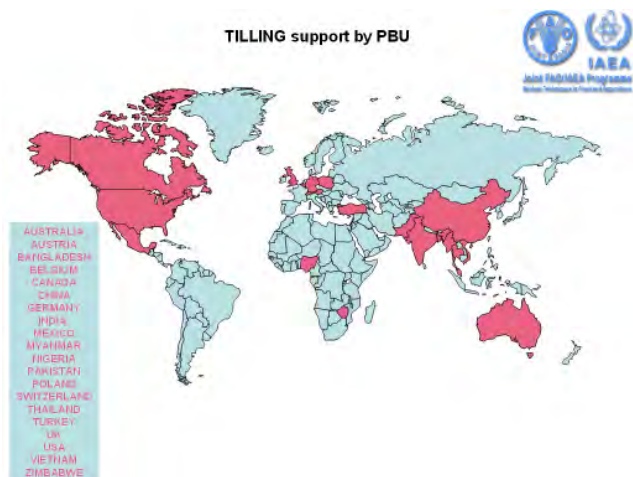 TILLING support by PBU
IAEA
Joint FAO/IAEA Programme
AUSTRALIA
AUSTRIA
BANGLADESH
BELGIUM
CANADA
CHINA
GERMANY
INDIA
MEXICO
MYANMAR
NIGERIA
PAKISTAN
POLAND
SWITZERLAND
THAILAND
TURKEY
UK
USA
VIETNAM
ZIMBABWE